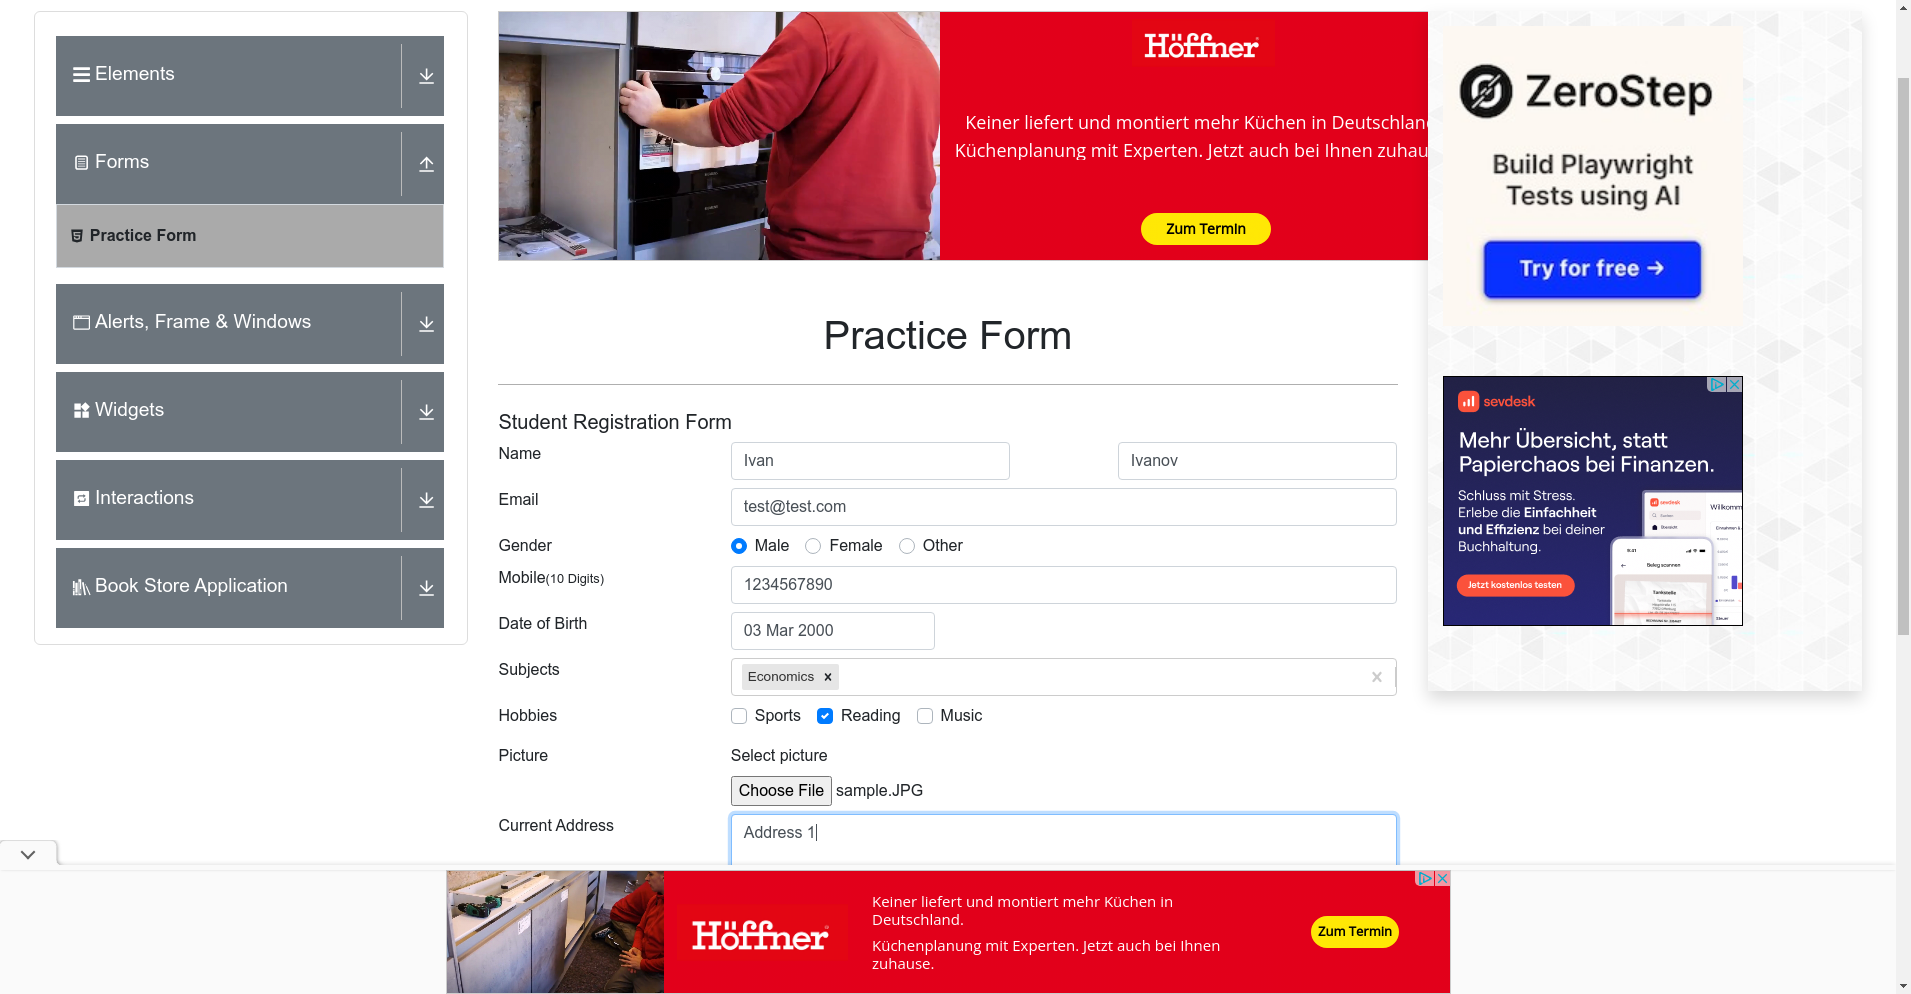 Elements
Forms
Practice Form
Alerts, Frame & Windows
Widgets
Interactions
Book Store Application
Höffner
Keiner liefert und montiert mehr Küchen in Deutschland
Küchenplanung mit Experten. Jetzt auch bei Ihnen zuhau
Zum Termin
Practice Form
Student Registration Form
Name
Ivan
Ivanov
Email
test@test.com
Gender
Male
Female
Other
Mobile(10 Digits)
1234567890
Date of Birth
03 Mar 2000
Subjects
Economics
Hobbies
Sports
Reading
Music
Picture
Select picture
Choose File sample.JPG
Current Address
Address 1
ZeroStep
Build Playwright
Tests using AI
Try for free →
sevdesk
Mehr Übersicht, statt
Papierchaos bei Finanzen.
Schluss mit Stress.
Erlebe die Einfachheit
und Effizienz bei deiner
Buchhaltung.
Jetzt kostenlos testen
sevdesk
Willkomm
Beleg scannen
Tankstelle
Höffner
Keiner liefert und montiert mehr Küchen in
Deutschland.
Küchenplanung mit Experten. Jetzt auch bei Ihnen
zuhause.
Zum Termin